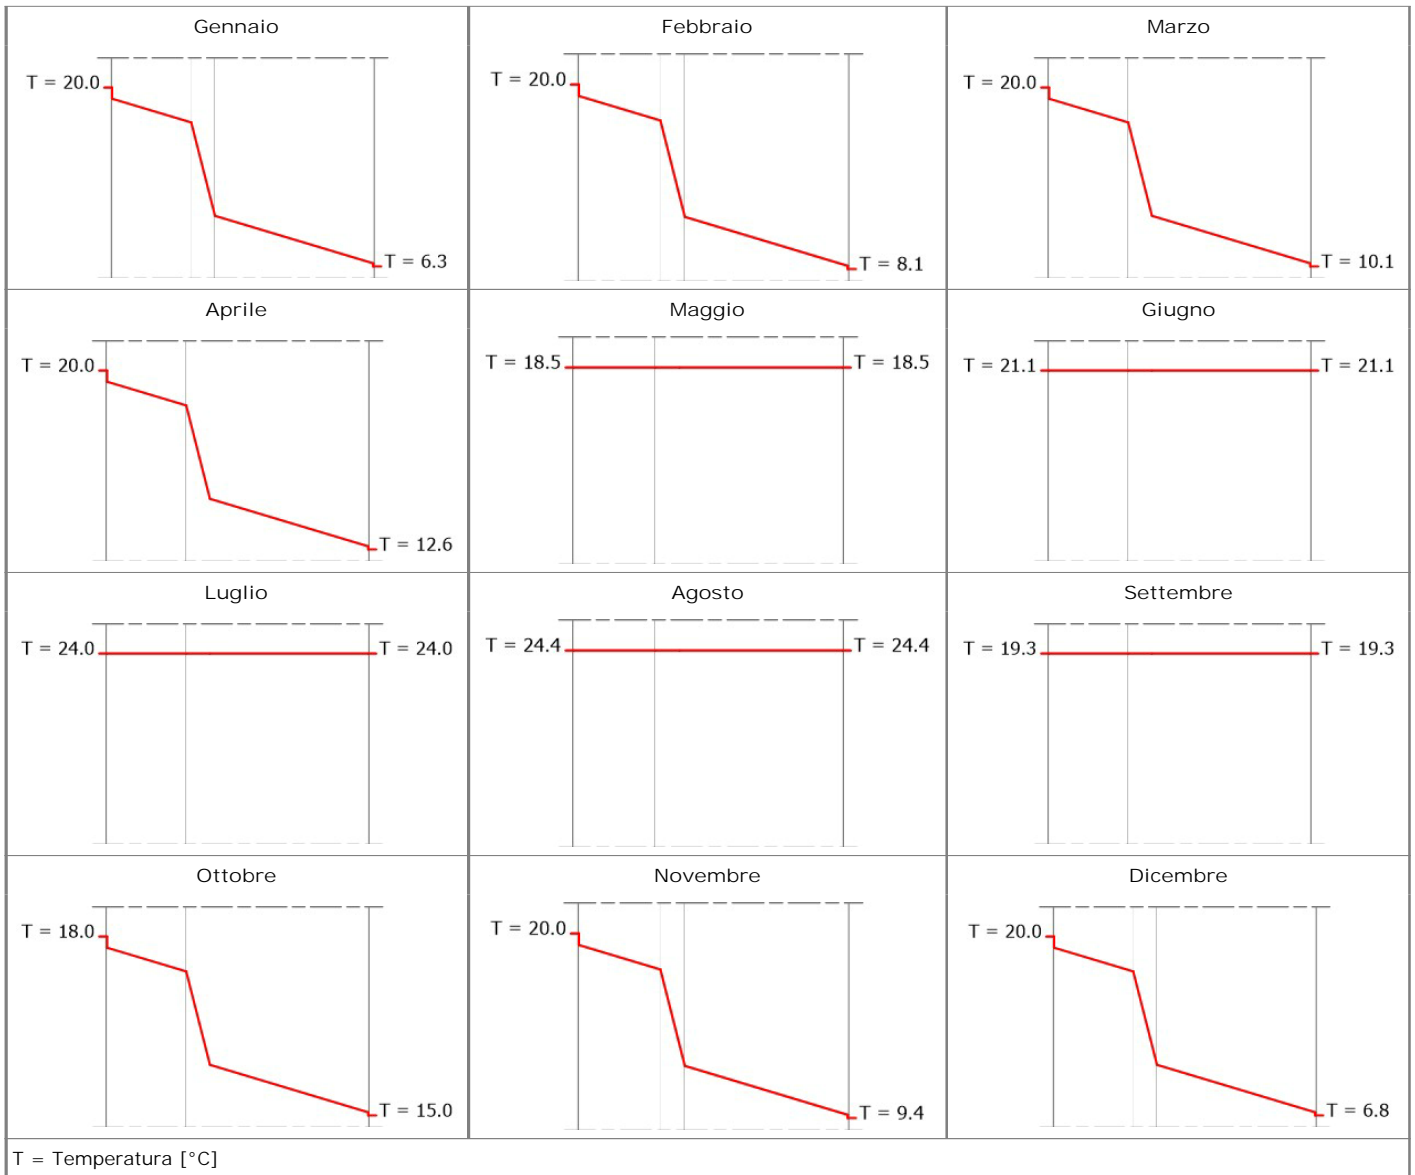 Gennaio
T = 20.0
T = 6.3
Febbraio
T = 20.0
T = 8.1
Marzo
T = 20.0
T = 10.1
Aprile
T = 20.0
T = 12.6
Maggio
T = 18.5
T = 18.5
Giugno
T = 21.1
T = 21.1
Luglio
T = 24.0
T = 24.0
Agosto
T = 24.4
T = 24.4
Settembre
T = 19.3
T = 19.3
Ottobre
T = 18.0
T = 15.0
Novembre
T = 20.0
T = 9.4
Dicembre
T = 20.0
T = 6.8
T = Temperatura [°C]